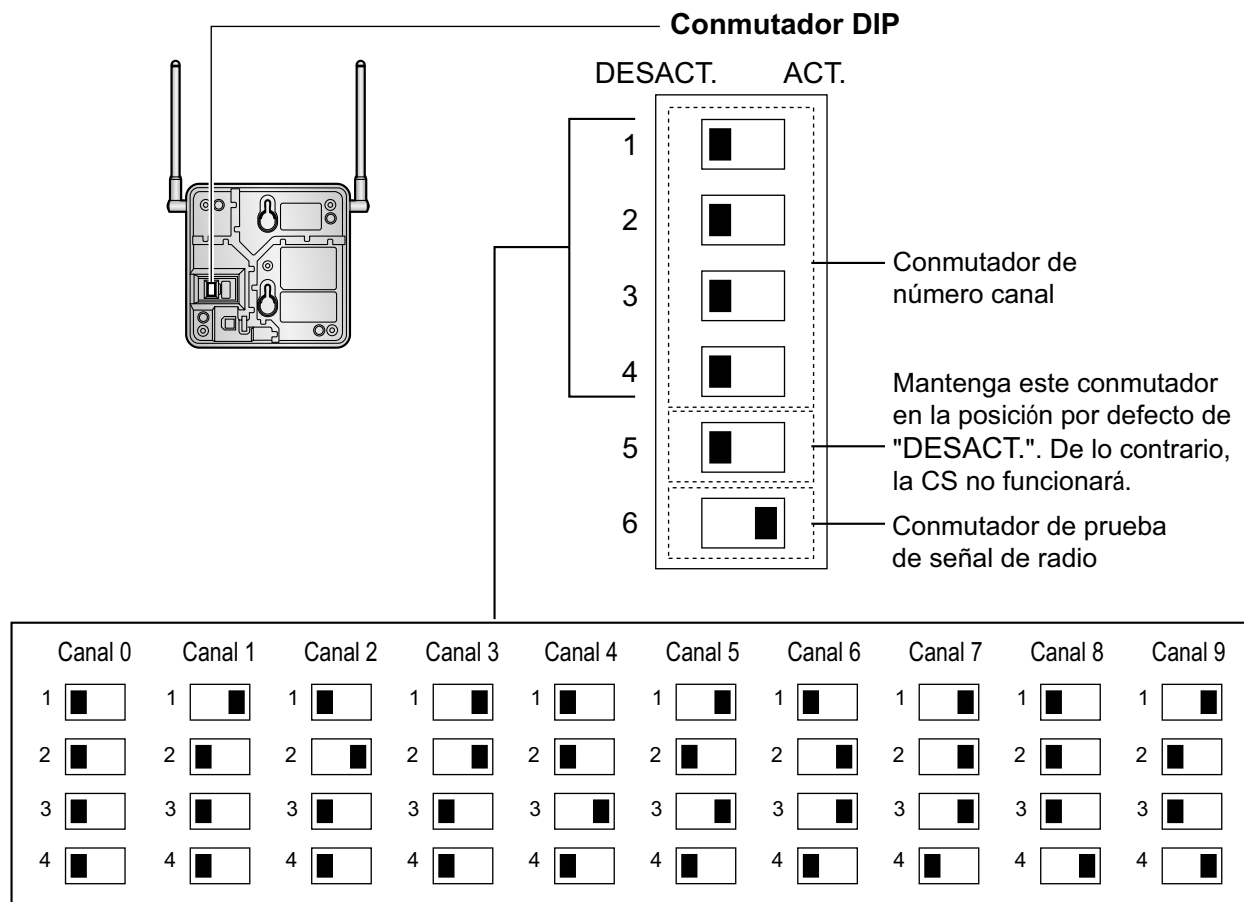 Conmutador DIP
DESACT. ACT.
1
2
3
4
5
6
Conmutador de
número canal
Mantenga este conmutador
en la posición por defecto de
"DESACT.". De lo contrario,
la CS no funcionará.
Conmutador de prueba
de señal de radio
Canal 0 Canal 1 Canal 2 Canal 3 Canal 4 Canal 5 Canal 6 Canal 7 Canal 8 Canal 9
1 1 1 1 1 1 1 1 1 1
2 2 2 2 2 2 2 2 2 2
3 3 3 3 3 3 3 3 3 3
4 4 4 4 4 4 4 4 4 4